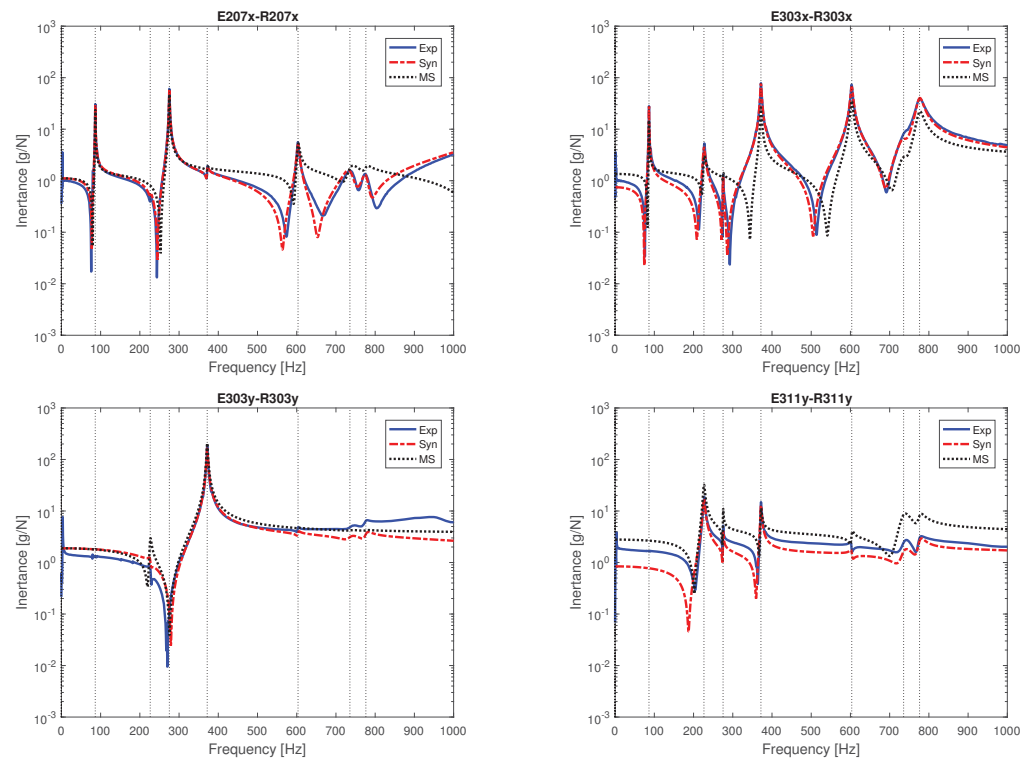 E207x-R207x
10^3
10^2
10^1
10^0
10^-1
10^-2
10^-3
Inertance [g/N]
Exp
Syn
MS
0 100 200 300 400 500 600 700 800 900 1000
Frequency [Hz]
E303x-R303x
10^3
10^2
10^1
10^0
10^-1
10^-2
10^-3
Inertance [g/N]
Exp
Syn
MS
0 100 200 300 400 500 600 700 800 900 1000
Frequency [Hz]
E303y-R303y
10^3
10^2
10^1
10^0
10^-1
10^-2
10^-3
Inertance [g/N]
Exp
Syn
MS
0 100 200 300 400 500 600 700 800 900 1000
Frequency [Hz]
E311y-R311y
10^3
10^2
10^1
10^0
10^-1
10^-2
10^-3
Inertance [g/N]
Exp
Syn
MS
0 100 200 300 400 500 600 700 800 900 1000
Frequency [Hz]